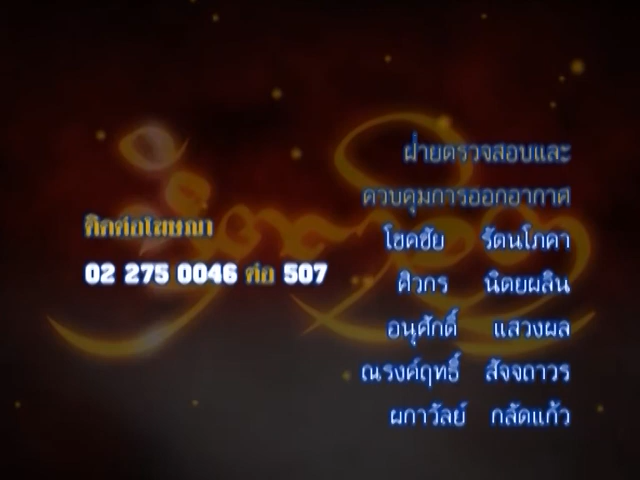 ติดต่อโฆษณา
02 275 0046 ต่อ 507
ฝ่ายตรวจสอบและ
ควบคุมการออกอากาศ
โชคชัย รัตนโภคา
ศิวกร นิตยผลิน
อนุศักดิ์ แสวงผล
ณรงค์ฤทธิ์ สัจจถาวร
ผกาวัลย์ กลัดแก้ว